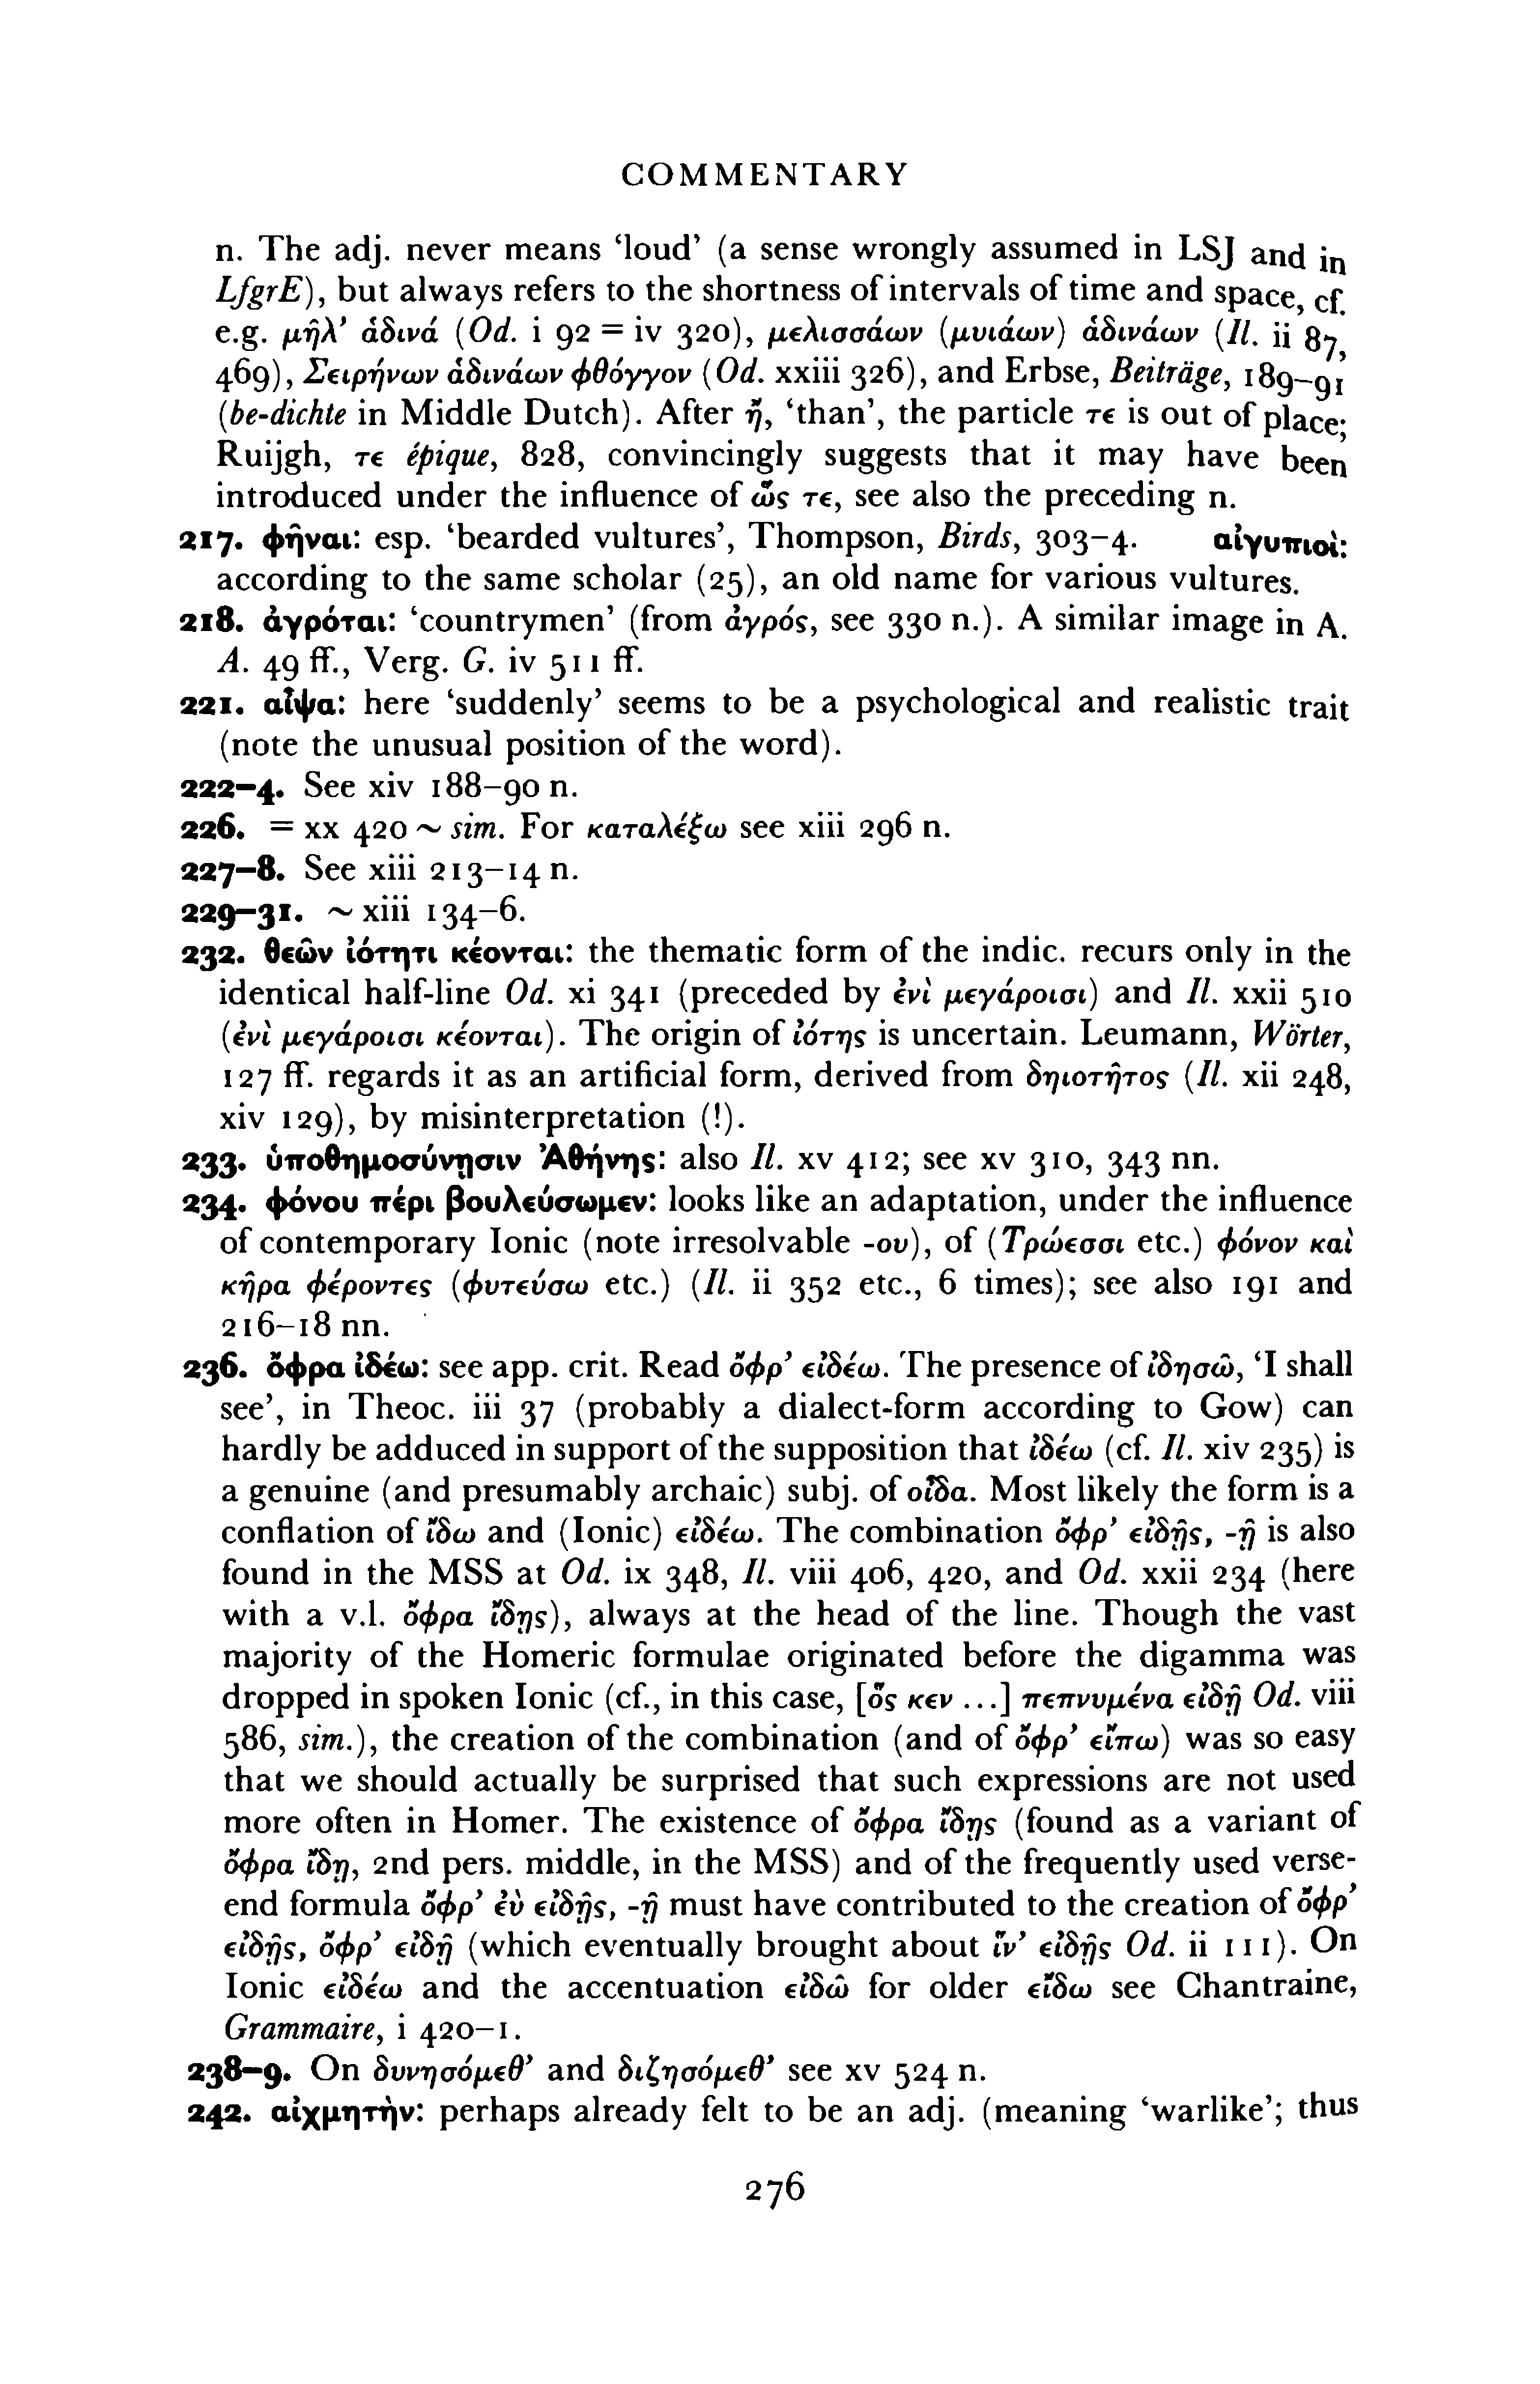 COMMENTARY
n. The adj. never means ‘loud’ (a sense wrongly assumed in LSJ and in
LfgrE), but always refers to the shortness of intervals of time and space, cf.
e.g. μῆλ’ ἁδινά (Od. i 92 = iv 320), μελισσάων (μυιάων) ἁδινάων (Il. ii 87,
469), Σειρήνων ἁδινάων φθόγγον (Od. xxiii 326), and Erbse, Beiträge, 189–91
(be-dichte in Middle Dutch). After ἤ, ‘than’, the particle τε is out of place;
Ruijgh, τε épique, 828, convincingly suggests that it may have been
introduced under the influence of ὥς τε, see also the preceding n.
217. φῆναι: esp. ‘bearded vultures’, Thompson, Birds, 303–4. αἰγυπιοί:
according to the same scholar (25), an old name for various vultures.
218. ἀγρόται: ‘countrymen’ (from ἀγρός, see 330 n.). A similar image in A.
A. 49 ff., Verg. G. iv 511 ff.
221. αἶψα: here ‘suddenly’ seems to be a psychological and realistic trait
(note the unusual position of the word).
222–4. See xiv 188–90 n.
226. = xx 420 ~ sim. For καταλέξω see xiii 296 n.
227–8. See xiii 213–14 n.
229–31. ~ xiii 134–6.
232. θεῶν ἰότητι κέονται: the thematic form of the indic. recurs only in the
identical half-line Od. xi 341 (preceded by ἐνὶ μεγάροισι) and Il. xxii 510
(ἐνὶ μεγάροισι κέονται). The origin of ἰότης is uncertain. Leumann, Wörter,
127 ff. regards it as an artificial form, derived from δηιοτῆτος (Il. xii 248,
xiv 129), by misinterpretation (!).
233. ὑποθημοσύνῃσιν Ἀθήνης: also Il. xv 412; see xv 310, 343 nn.
234. φόνου πέρι βουλεύσωμεν: looks like an adaptation, under the influence
of contemporary Ionic (note irresolvable -ου), of (Τρώεσσι etc.) φόνον καὶ
κῆρα φέροντες (φυτεύσω etc.) (Il. ii 352 etc., 6 times); see also 191 and
216–18 nn.
236. ὄφρα ἰδέω: see app. crit. Read ὄφρ’ εἰδέω. The presence of ἰδησῶ, ‘I shall
see’, in Theoc. iii 37 (probably a dialect-form according to Gow) can
hardly be adduced in support of the supposition that ἰδέω (cf. Il. xiv 235) is
a genuine (and presumably archaic) subj. of οἶδα. Most likely the form is a
conflation of ἴδω and (Ionic) εἰδέω. The combination ὄφρ’ εἰδῇς, -ῇ is also
found in the MSS at Od. ix 348, Il. viii 406, 420, and Od. xxii 234 (here
with a v.l. ὄφρα ἴδῃς), always at the head of the line. Though the vast
majority of the Homeric formulae originated before the digamma was
dropped in spoken Ionic (cf., in this case, [ὅς κεν ...] πεπνυμένα εἰδῇ Od. viii
586, sim.), the creation of the combination (and of ὄφρ’ εἴπω) was so easy
that we should actually be surprised that such expressions are not used
more often in Homer. The existence of ὄφρα ἴδῃς (found as a variant of
ὄφρα ἴδῃ, 2nd pers. middle, in the MSS) and of the frequently used verse-
end formula ὄφρ’ ἐὺ εἰδῇς, -ῇ must have contributed to the creation of ὄφρ’
εἰδῇς, ὄφρ’ εἰδῇ (which eventually brought about ἵν’ εἰδῇς Od. ii 111). On
Ionic εἰδέω and the accentuation εἰδῶ for older εἴδω see Chantraine,
Grammaire, i 420–1.
238–9. On δυνησόμεθ’ and διζησόμεθ’ see xv 524 n.
242. αἰχμητήν: perhaps already felt to be an adj. (meaning ‘warlike’; thus
276